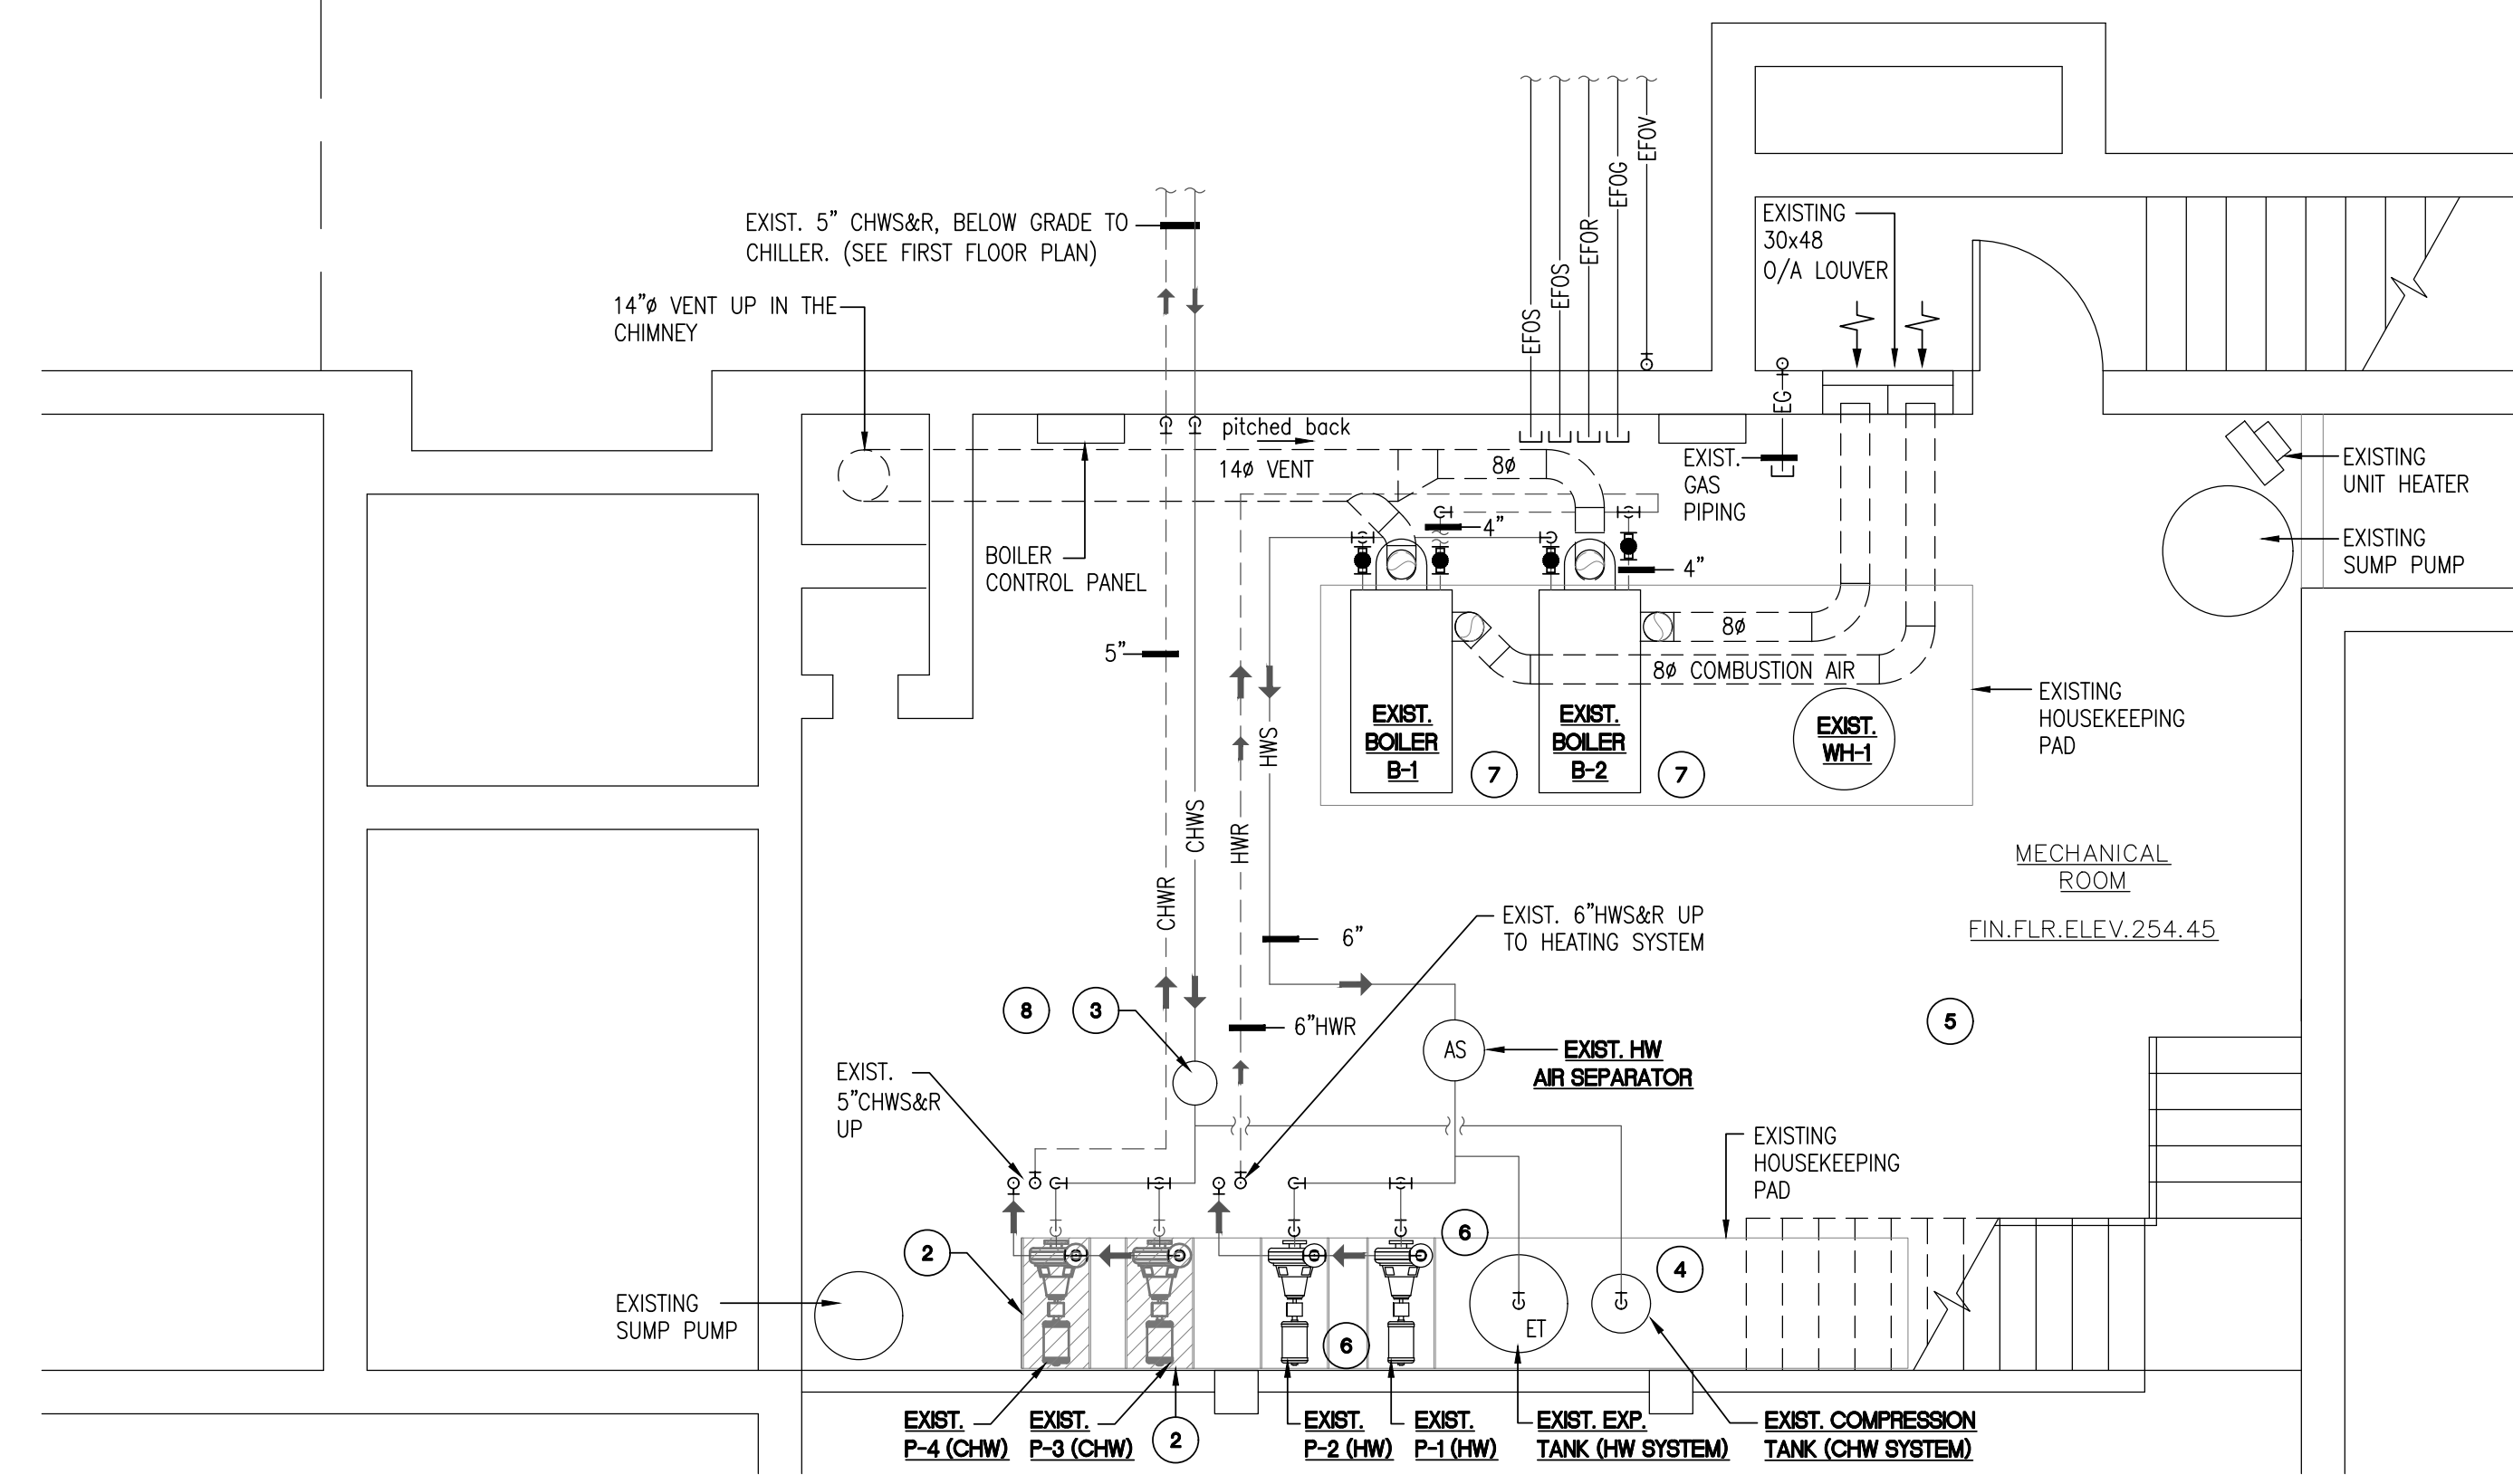 EFOV
EFOG
EFOR
EFOS
EFOS
EXIST. 5" CHWS&R, BELOW GRADE TO
CHILLER. (SEE FIRST FLOOR PLAN)
EXISTING
30x48
O/A LOUVER
14"ø VENT UP IN THE
CHIMNEY
pitched back
14ø VENT
8ø
EG
EXIST.
GAS
PIPING
EXISTING
UNIT HEATER
EXISTING
SUMP PUMP
4"
4"
BOILER
CONTROL PANEL
5"
8ø
8ø COMBUSTION AIR
EXISTING
HOUSEKEEPING
PAD
EXIST.
BOILER
B-1
7
EXIST.
BOILER
B-2
7
EXIST.
WH-1
HWS
CHWS
HWR
CHWR
MECHANICAL
ROOM
FIN.FLR.ELEV.254.45
EXIST. 6"HWS&R UP
TO HEATING SYSTEM
6"
8
3
6"HWR
AS
EXIST. HW
AIR SEPARATOR
5
EXIST.
5"CHWS&R
UP
EXISTING
HOUSEKEEPING
PAD
2
6
4
EXISTING
SUMP PUMP
6
ET
EXIST.
P-4 (CHW)
EXIST.
P-3 (CHW)
2
EXIST.
P-2 (HW)
EXIST.
P-1 (HW)
EXIST. EXP.
TANK (HW SYSTEM)
EXIST. COMPRESSION
TANK (CHW SYSTEM)